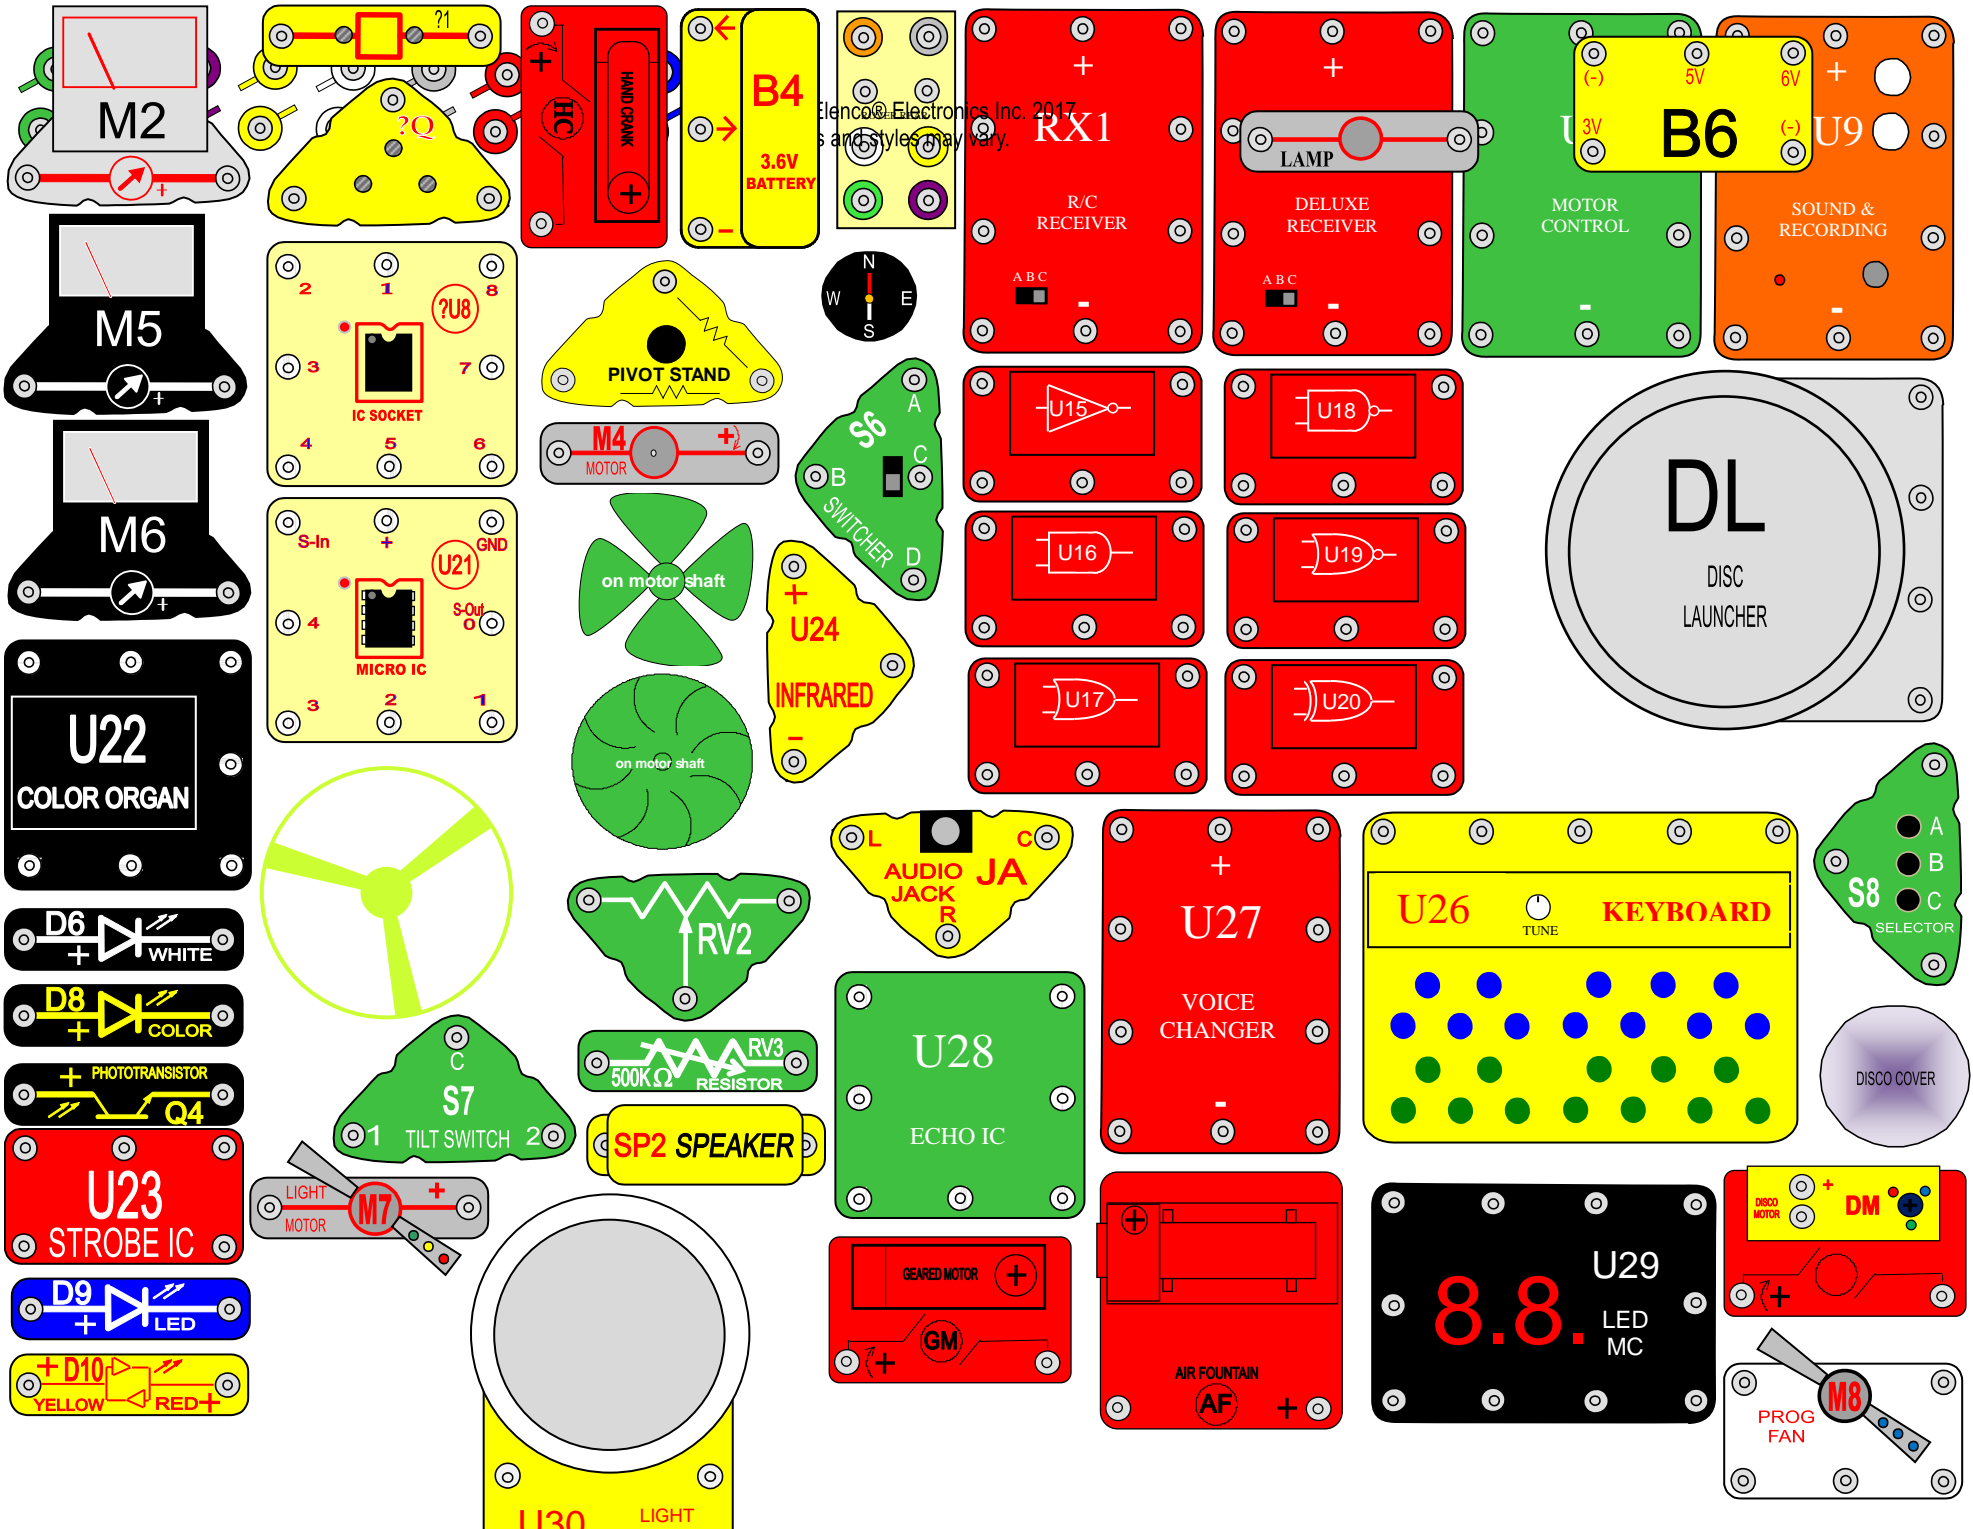 M2
?1
?Q
HAND CRANK
HC
B4
3.6V
BATTERY
Elenco® Electronics Inc. 2017
s and styles may vary.
RX1
R/C
RECEIVER
A B C
DELUXE
RECEIVER
A B C
LAMP
U
MOTOR
CONTROL
(-)
5V
6V
3V
B6
(-)
U9
SOUND &
RECORDING
M5
2
1
8
?U8
3
7
IC SOCKET
4
5
6
PIVOT STAND
N
W
E
S
M4
MOTOR
S6
A
C
B
SWITCHER
D
U15
U18
U16
U19
U17
U20
DL
DISC
LAUNCHER
M6
S-In
+
GND
U21
S-Out
4
0
MICRO IC
3
2
1
on motor shaft
on motor shaft
+
U24
INFRARED
U22
COLOR ORGAN
D6
WHITE
D8
COLOR
PHOTOTRANSISTOR
Q4
U23
STROBE IC
D9
LED
D10
YELLOW
RED+
C
S7
1
TILT SWITCH
2
LIGHT
MOTOR
M7
RV2
RV3
500KΩ
RESISTOR
SP2 SPEAKER
L
C
AUDIO
JACK
JA
R
U28
ECHO IC
U27
VOICE
CHANGER
U26
TUNE
KEYBOARD
A
B
C
S8
SELECTOR
DISCO COVER
GEARED MOTOR
GM
AIR FOUNTAIN
AF
8.8.
U29
LED
MC
DISCO
MOTOR
DM
M8
PROG
FAN
U30
LIGHT